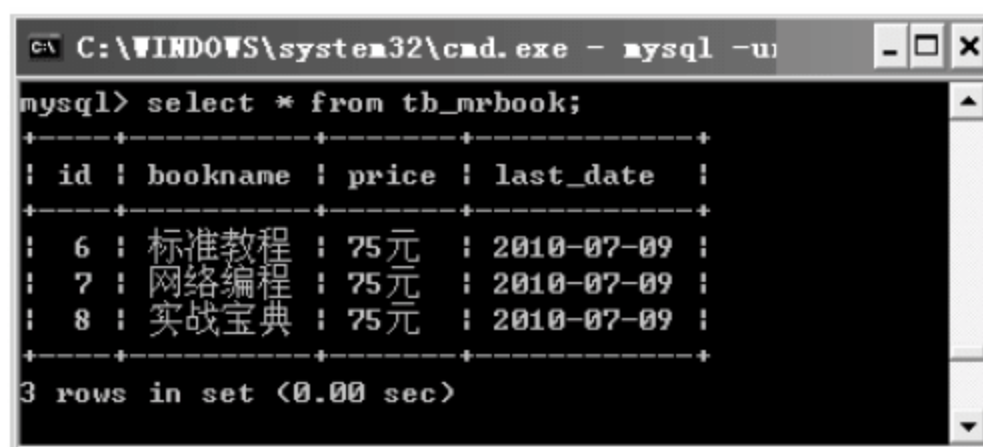 C:\WINDOWS\system32\cmd.exe - mysql -u
mysql> select * from tb_mrbook;
+----+----------+-------+------------+
| id | bookname | price | last_date  |
+----+----------+-------+------------+
|  6 | 标准教程 | 75元  | 2010-07-09 |
|  7 | 网络编程 | 75元  | 2010-07-09 |
|  8 | 实战宝典 | 75元  | 2010-07-09 |
+----+----------+-------+------------+
3 rows in set (0.00 sec)